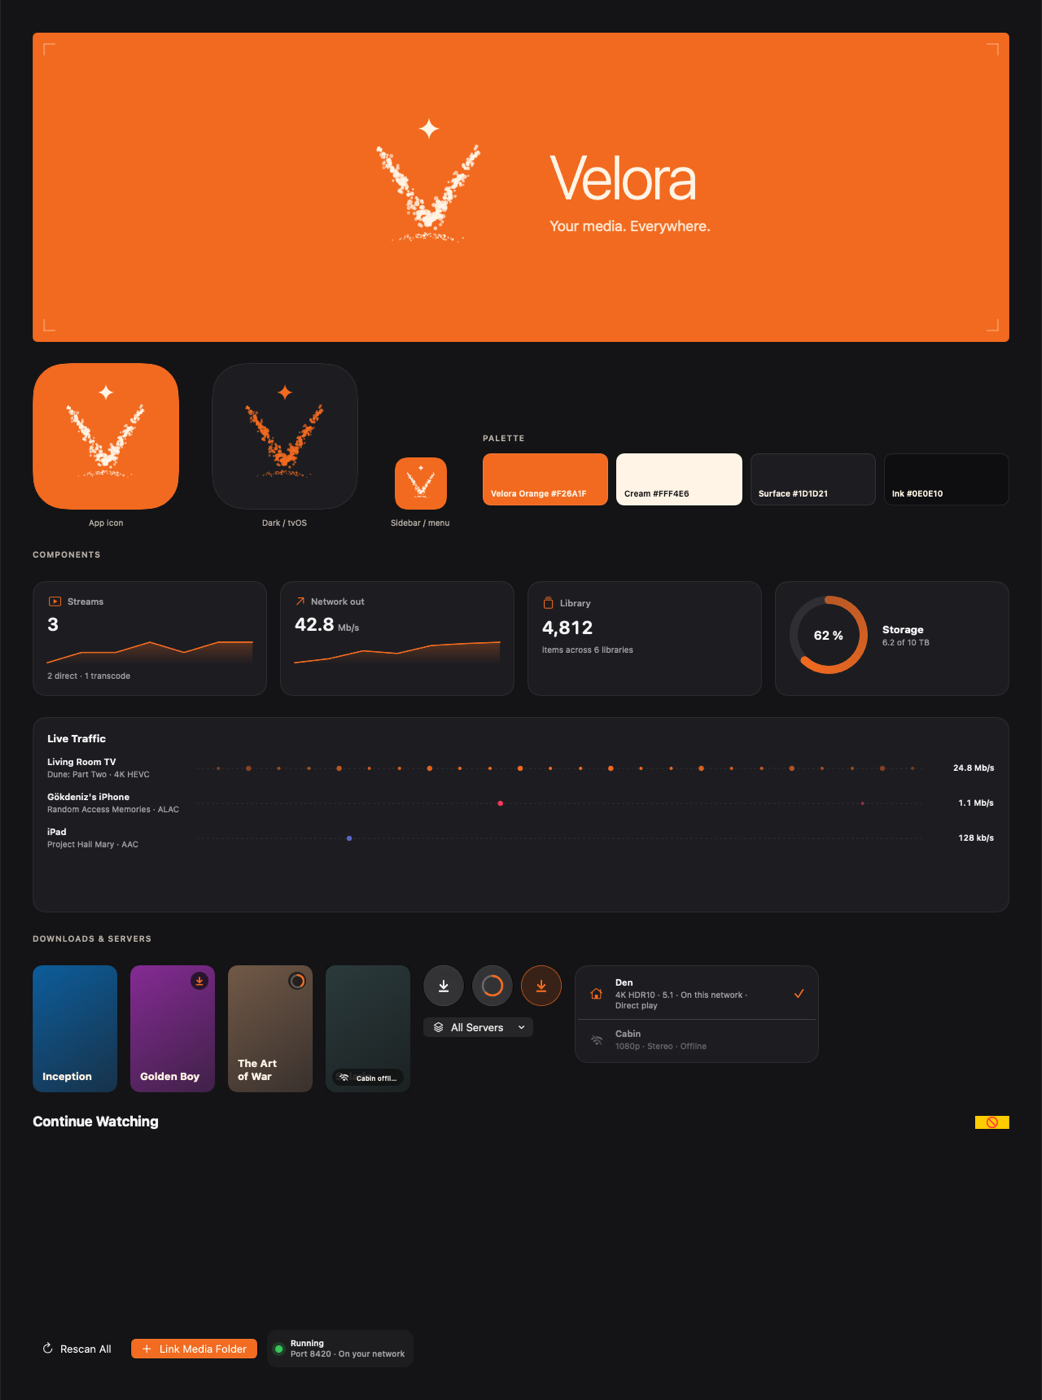 Velora
Your media. Everywhere.
App icon
Dark / tvOS
Sidebar / menu
PALETTE
Velora Orange #F26A1F
Cream #FFF4E6
Surface #1D1D21
Ink #0E0E10
COMPONENTS
Streams
3
2 direct · 1 transcode
Network out
42.8 Mb/s
Library
4,812
Items across 6 libraries
62 %
Storage
6.2 of 10 TB
Live Traffic
Living Room TV
Dune: Part Two · 4K HEVC
24.8 Mb/s
Gökdeniz's iPhone
Random Access Memories · ALAC
1.1 Mb/s
iPad
Project Hail Mary · AAC
128 kb/s
DOWNLOADS & SERVERS
Inception
Golden Boy
The Art
of War
Cabin offli...
All Servers
Den
4K HDR10 · 5.1 · On this network ·
Direct play
Cabin
1080p · Stereo · Offline
Continue Watching
Rescan All
Link Media Folder
Running
Port 8420 · On your network